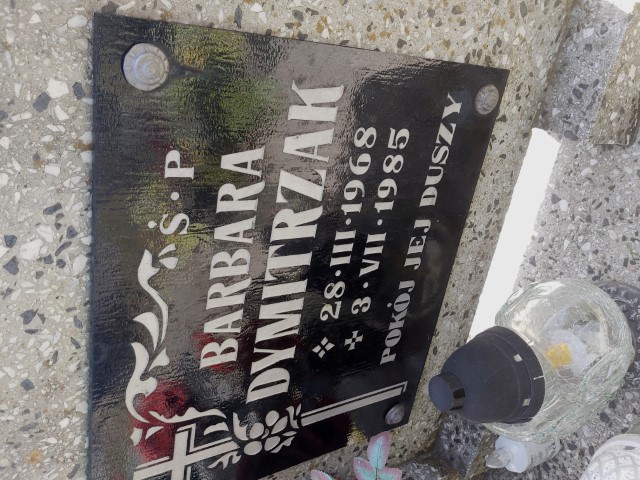 Ś.P
BARBARA
DYMITRZAK
28.III.1968
3.VII.1985
POKÓJ JEJ DUSZY